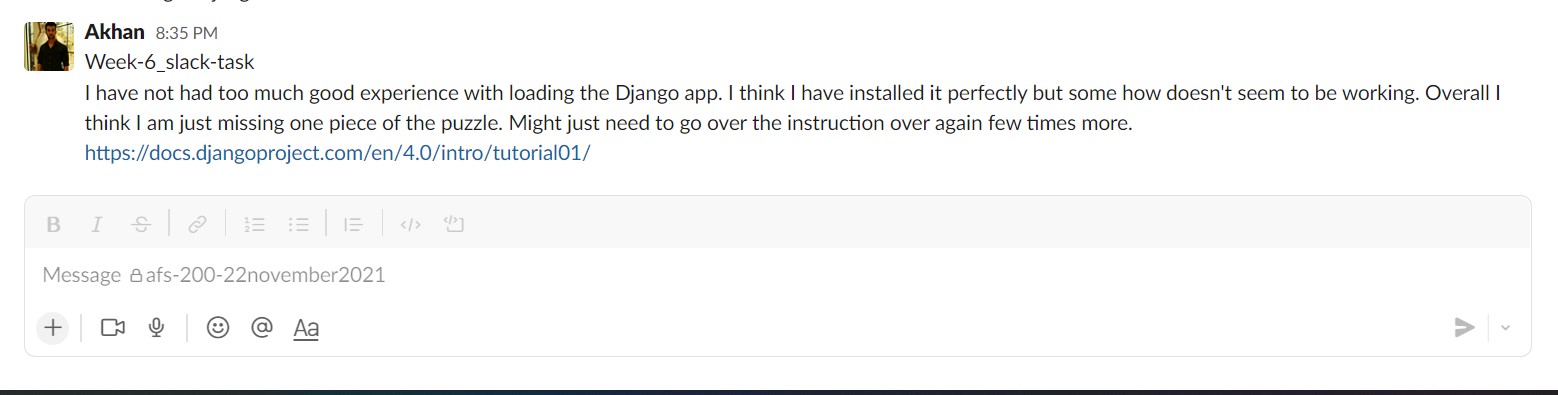 Akhan 8:35 PM
Week-6_slack-task
I have not had too much good experience with loading the Django app. I think I have installed it perfectly but some how doesn't seem to be working. Overall I
think I am just missing one piece of the puzzle. Might just need to go over the instruction over again few times more.
https://docs.djangoproject.com/en/4.0/intro/tutorial01/
B I S
Message afs-200-22november2021
Aa